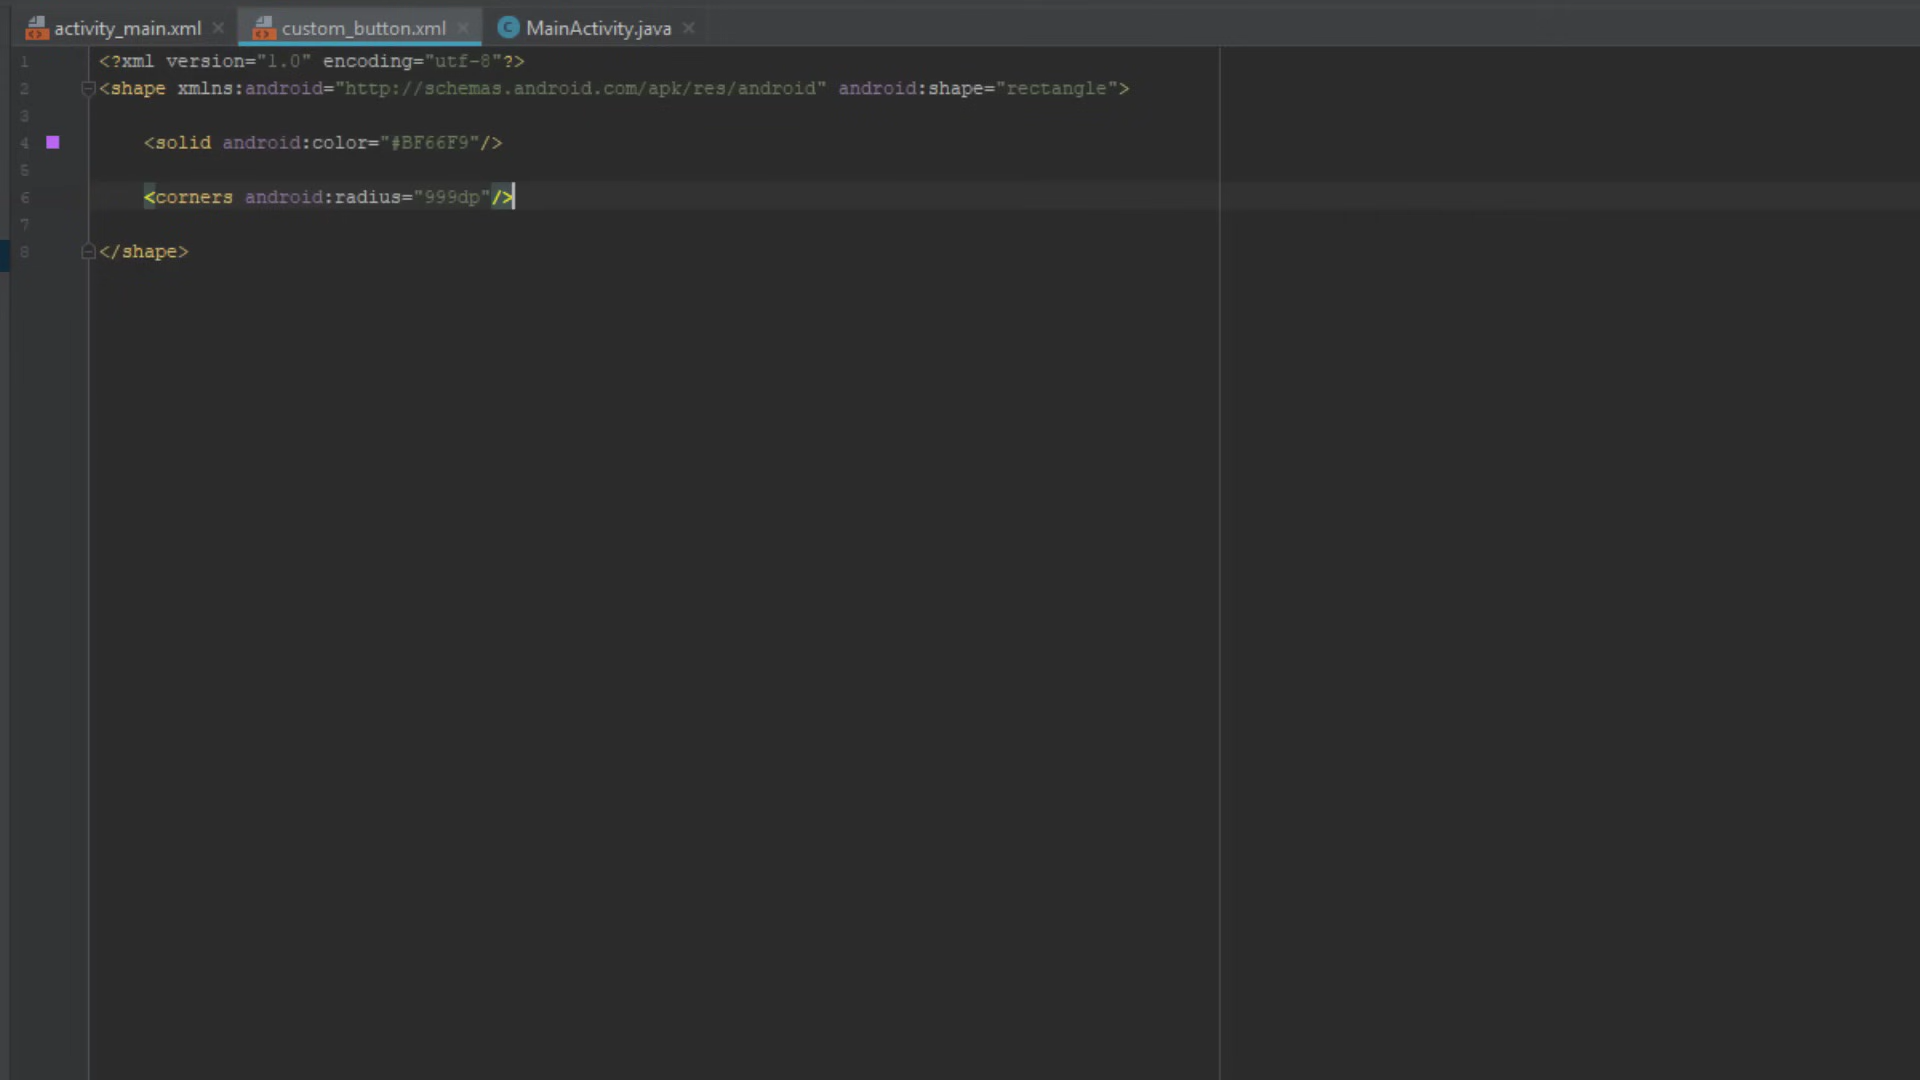 activity_main.xml custom_button.xml C MainActivity.java
1 <?xml version="1.0" encoding="utf-8"?>
2 <shape xmlns:android="http://schemas.android.com/apk/res/android" android:shape="rectangle">
3
4 <solid android:color="#BF66F9"/>
5
6 <corners android:radius="999dp"/>
7
8 </shape>